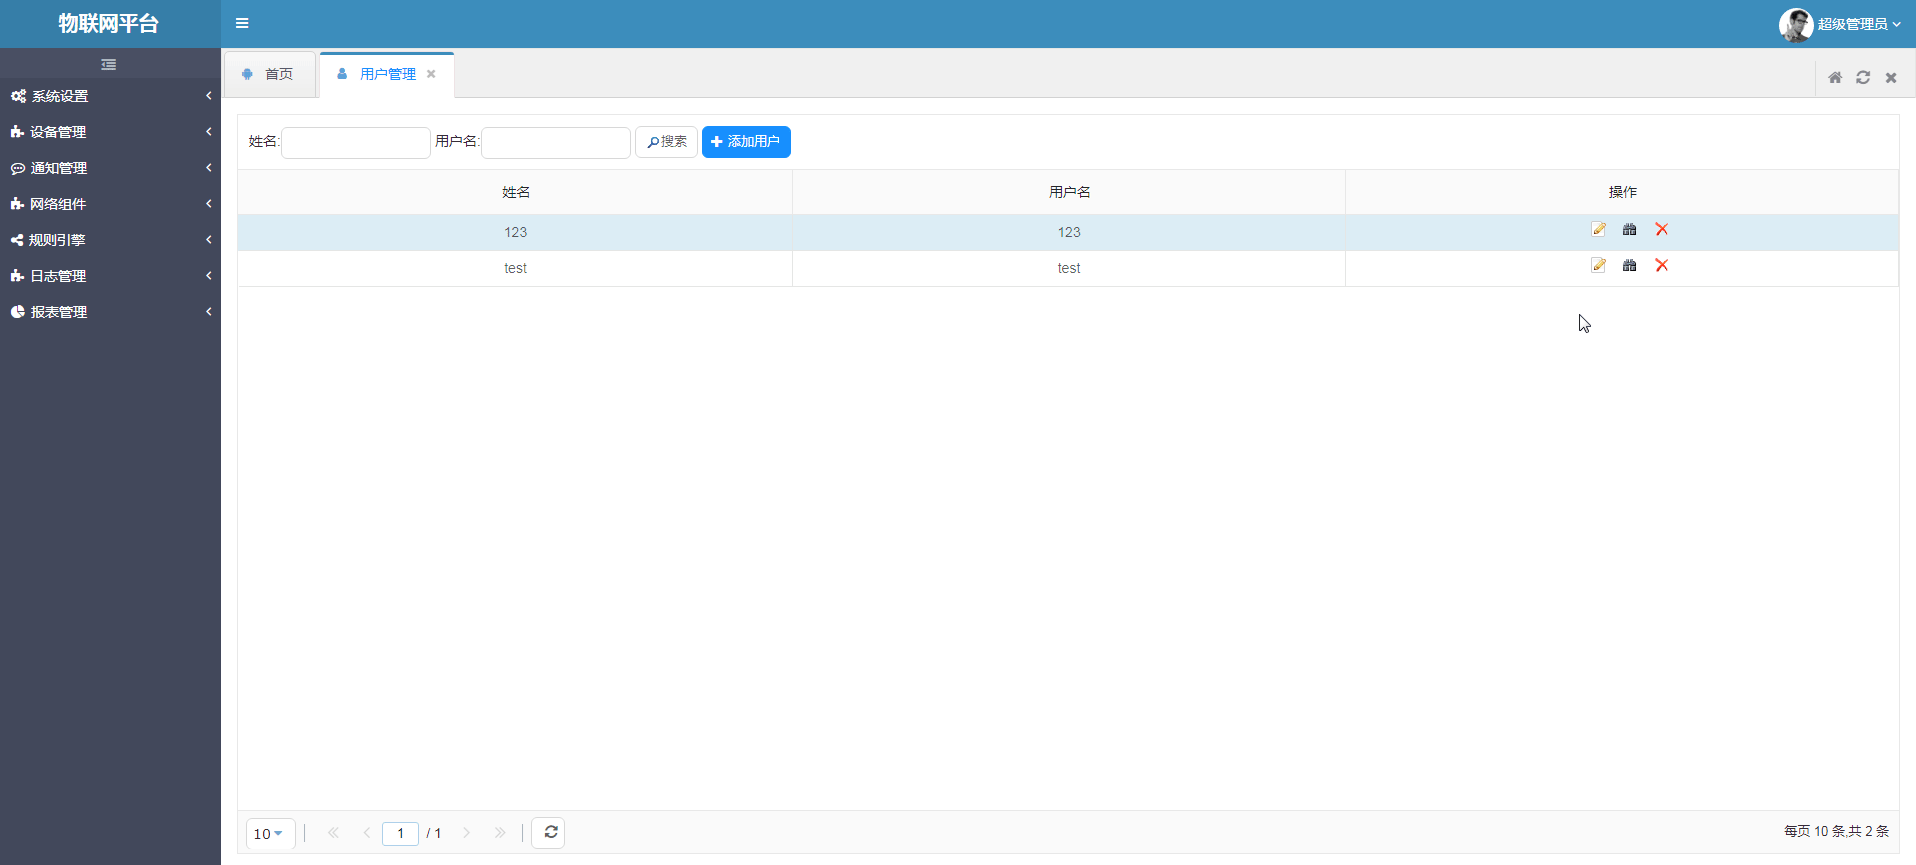 物联网平台
超级管理员
首页
用户管理
系统设置
设备管理
通知管理
网络组件
规则引擎
日志管理
报表管理
姓名: 用户名: 搜索 添加用户
姓名 用户名 操作
123 123
test test
10 1 / 1
每页 10 条,共 2 条